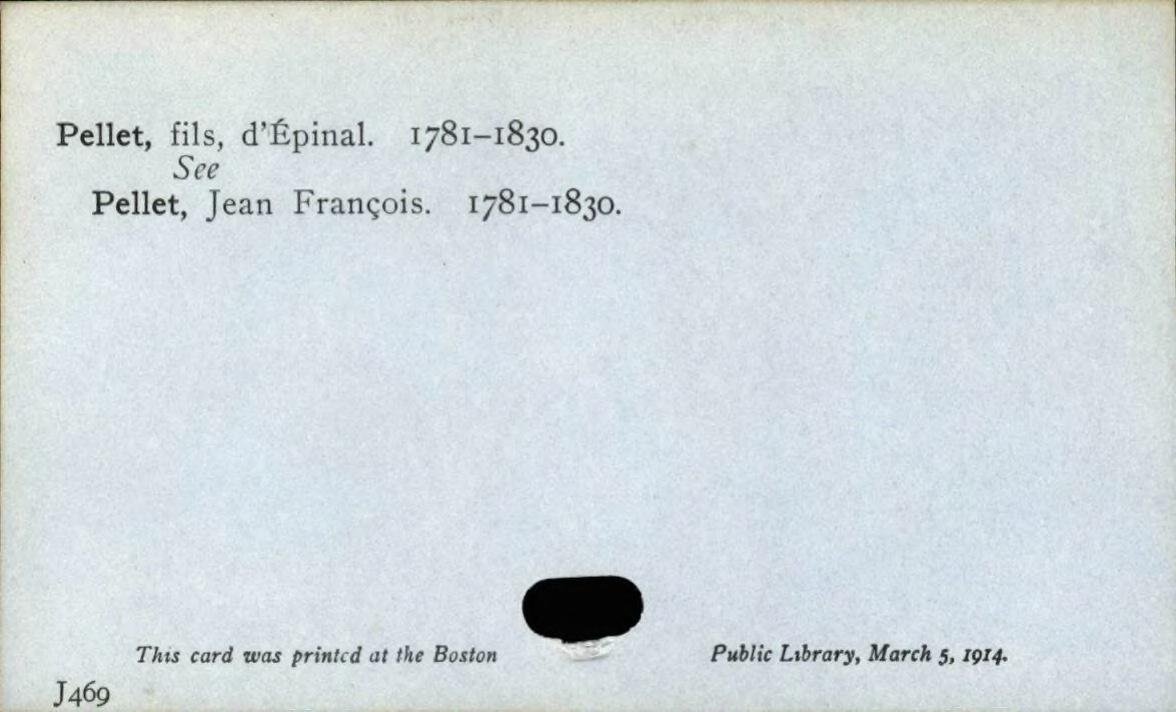 Pellet, fils, d'Épinal. 1781–1830.
See
Pellet, Jean François. 1781–1830.
This card was printed at the Boston Public Library, March 5, 1914.
J469